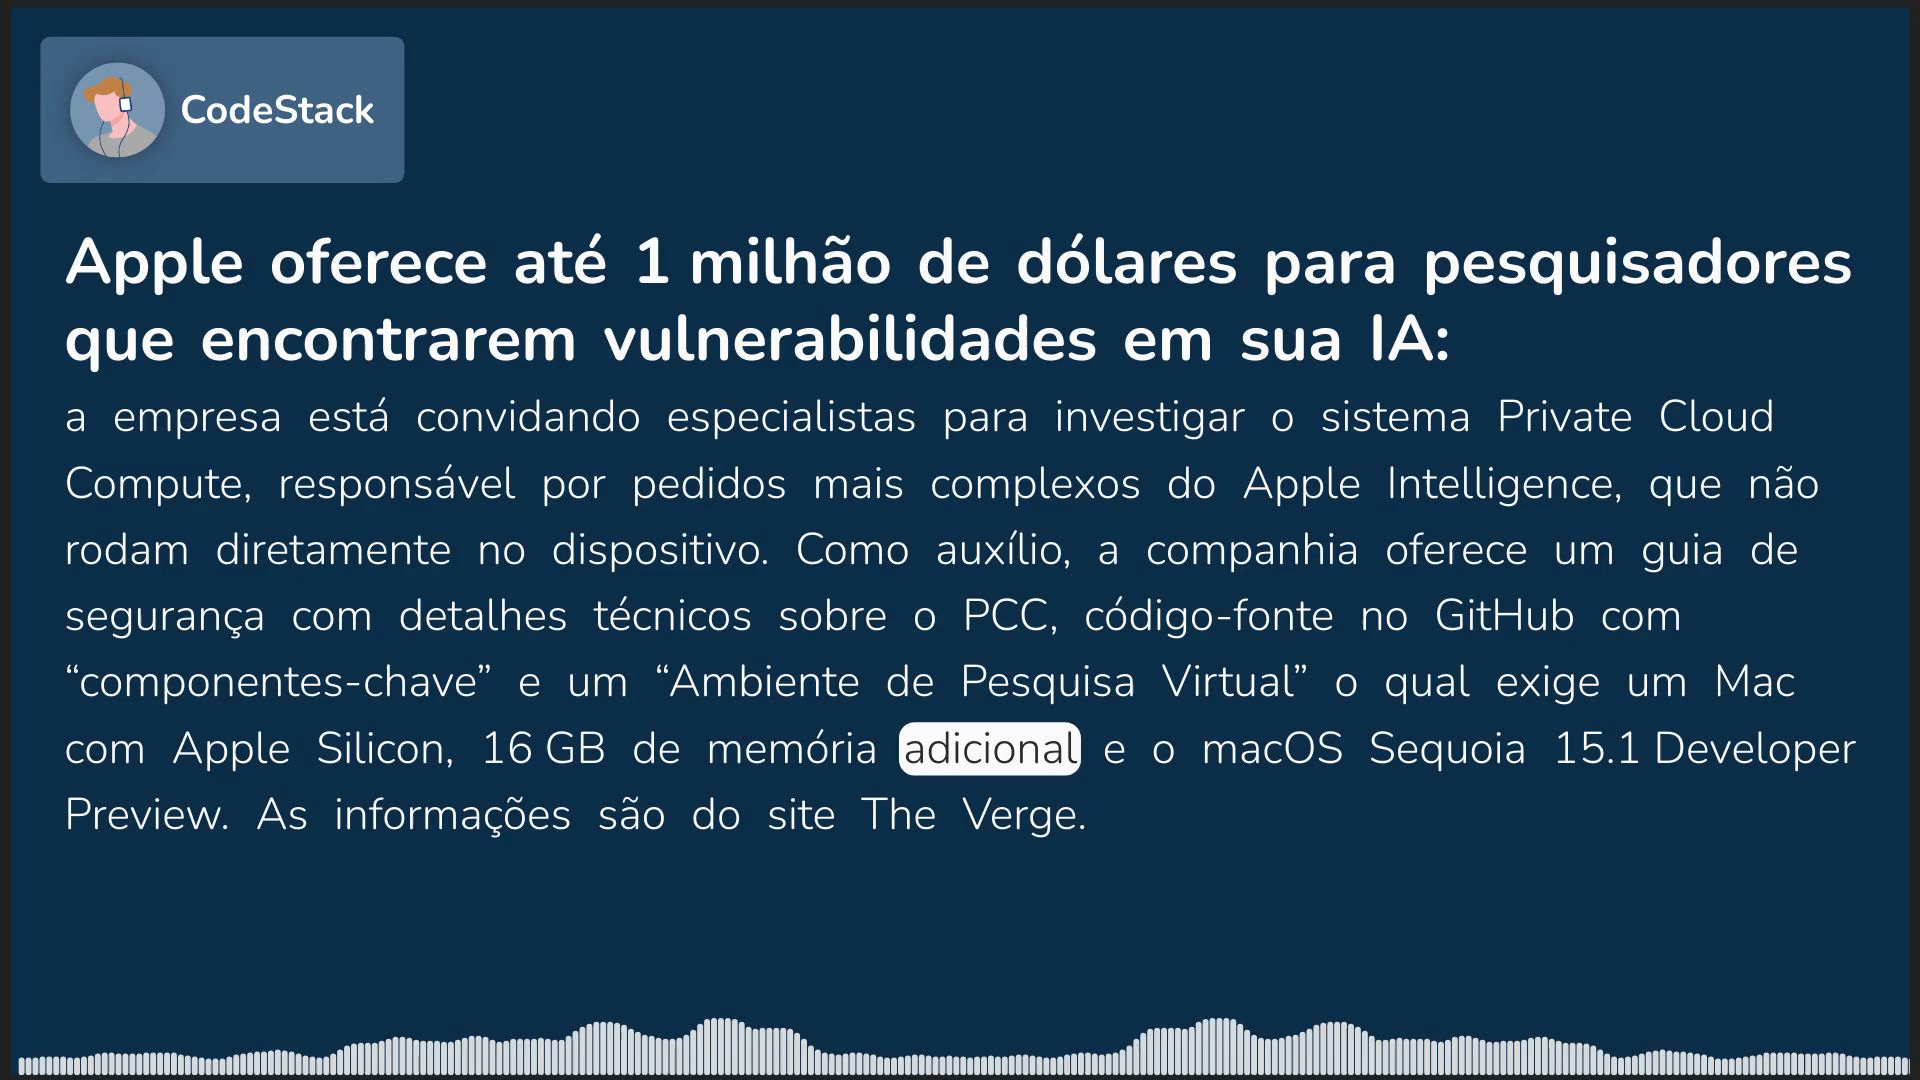 CodeStack
Apple oferece até 1 milhão de dólares para pesquisadores
que encontrarem vulnerabilidades em sua IA:
a empresa está convidando especialistas para investigar o sistema Private Cloud
Compute, responsável por pedidos mais complexos do Apple Intelligence, que não
rodam diretamente no dispositivo. Como auxílio, a companhia oferece um guia de
segurança com detalhes técnicos sobre o PCC, código-fonte no GitHub com
“componentes-chave” e um “Ambiente de Pesquisa Virtual” o qual exige um Mac
com Apple Silicon, 16 GB de memória adicional e o macOS Sequoia 15.1 Developer
Preview. As informações são do site The Verge.